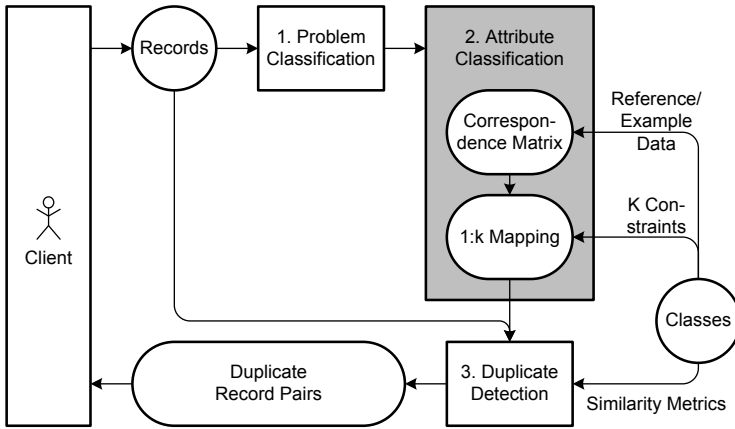 Records
1. Problem
Classification
2. Attribute
Classification
Reference/
Example
Data
Correspon-
dence Matrix
K Con-
straints
1:k Mapping
Client
Classes
Duplicate
Record Pairs
3. Duplicate
Detection
Similarity Metrics